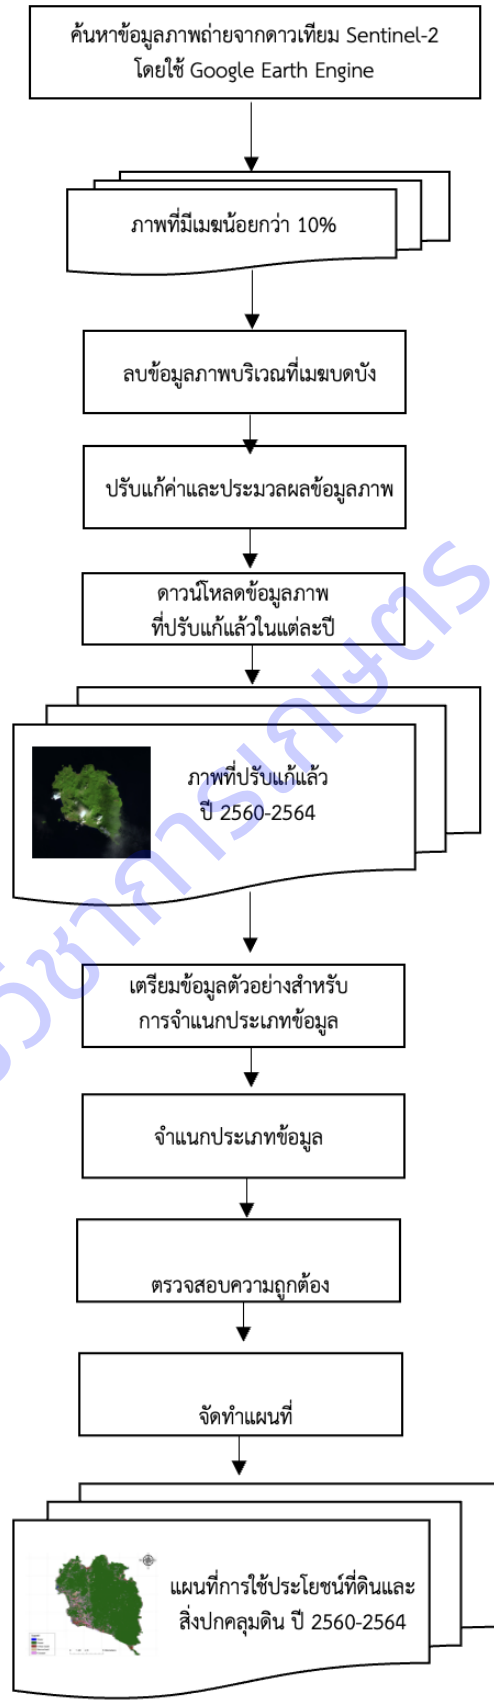 ค้นหาข้อมูลภาพถ่ายจากดาวเทียม Sentinel-2
โดยใช้ Google Earth Engine
ภาพที่มีเมฆน้อยกว่า 10%
ลบข้อมูลภาพบริเวณที่เมฆบดบัง
ปรับแก้ค่าและประมวลผลข้อมูลภาพ
ดาวน์โหลดข้อมูลภาพ
ที่ปรับแก้แล้วในแต่ละปี
ภาพที่ปรับแก้แล้ว
ปี 2560-2564
เตรียมข้อมูลตัวอย่างสำหรับ
การจำแนกประเภทข้อมูล
จำแนกประเภทข้อมูล
ตรวจสอบความถูกต้อง
จัดทำแผนที่
แผนที่การใช้ประโยชน์ที่ดินและ
สิ่งปกคลุมดิน ปี 2560-2564
วิชาการเกษตร